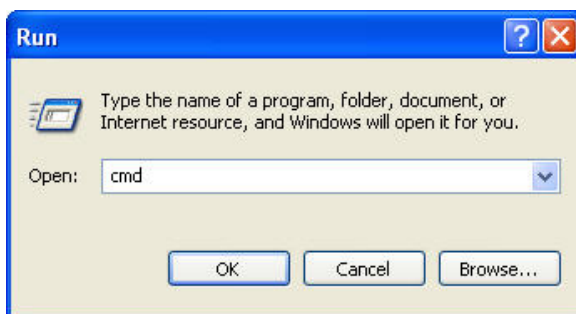 Run
Type the name of a program, folder, document, or
Internet resource, and Windows will open it for you.
Open: cmd
OK Cancel Browse...